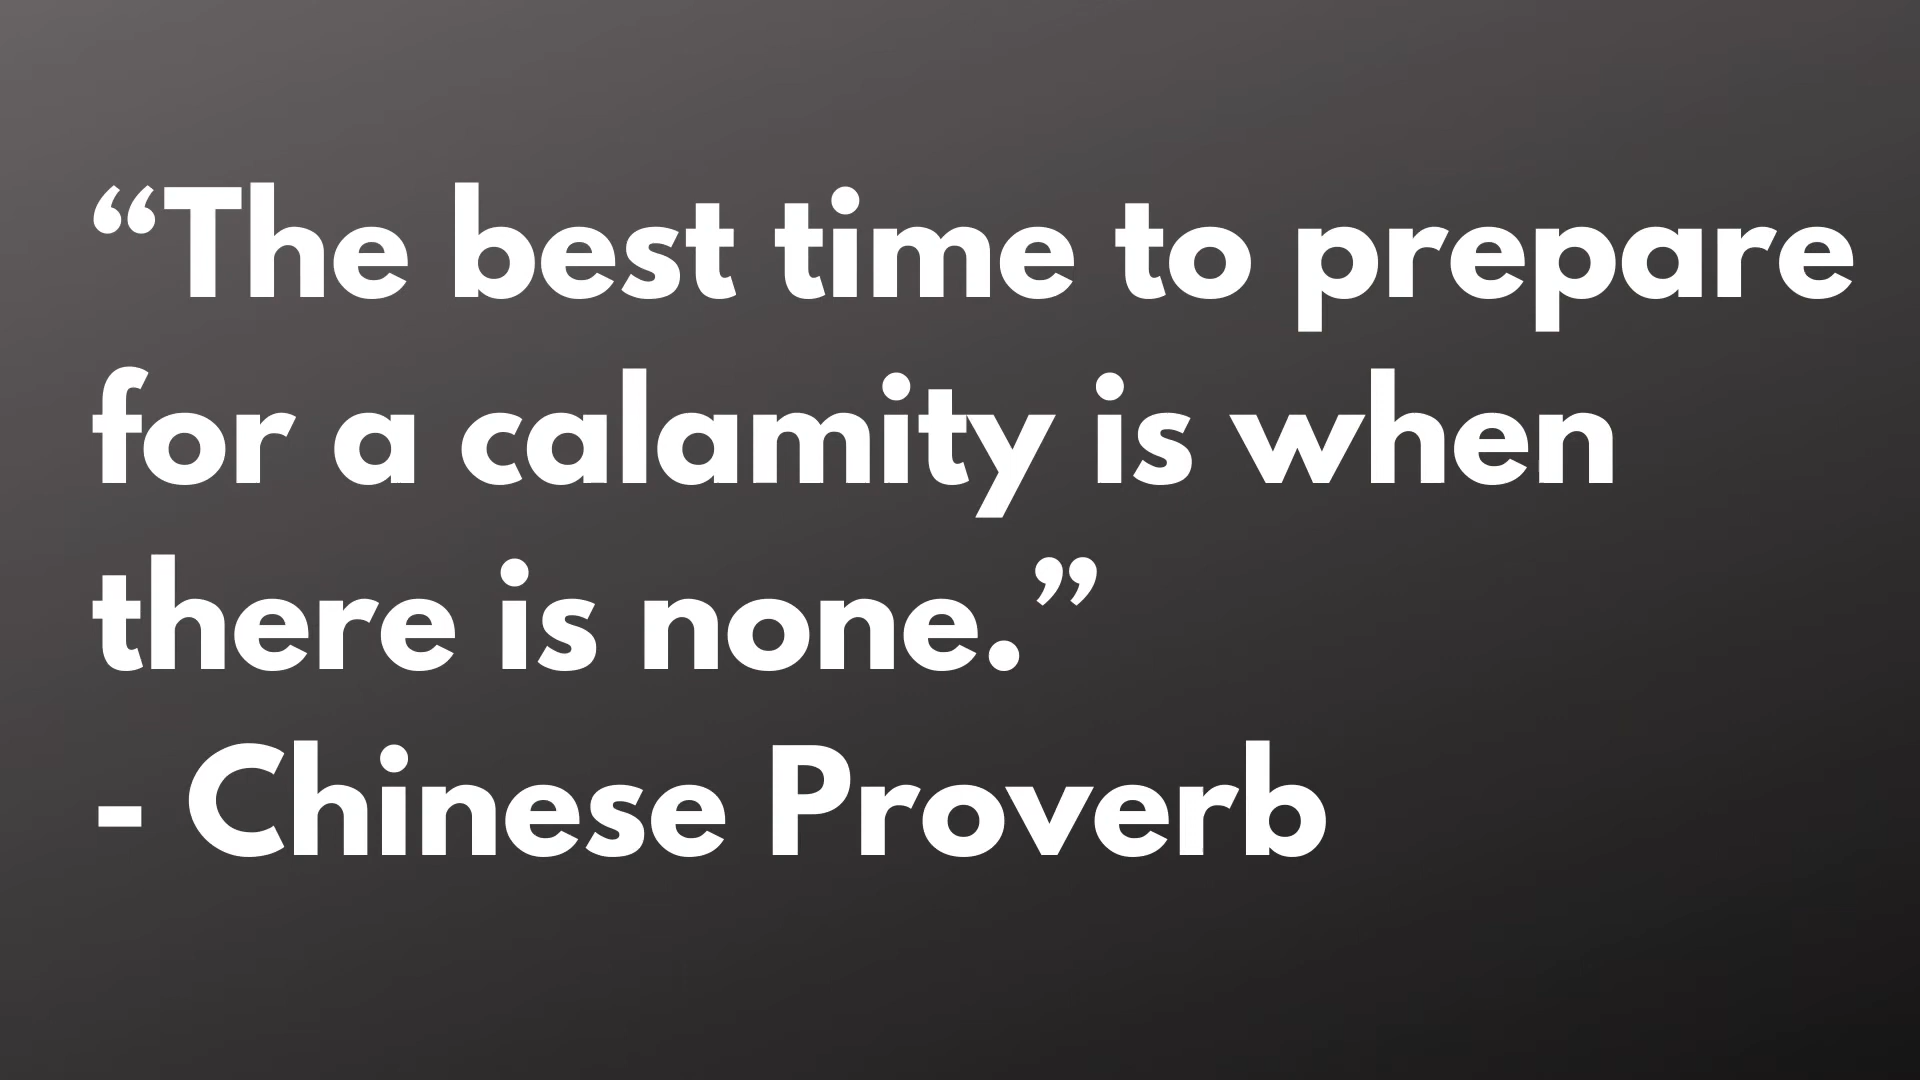 “The best time to prepare
for a calamity is when
there is none.”
- Chinese Proverb